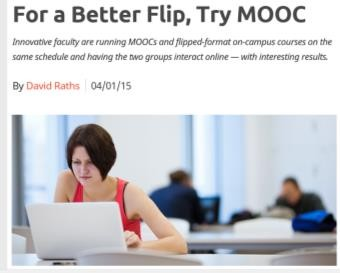 For a Better Flip, Try MOOC
Innovative faculty are running MOOCs and flipped-format on-campus courses on the
same schedule and having the two groups interact online — with interesting results.
By David Raths 04/01/15